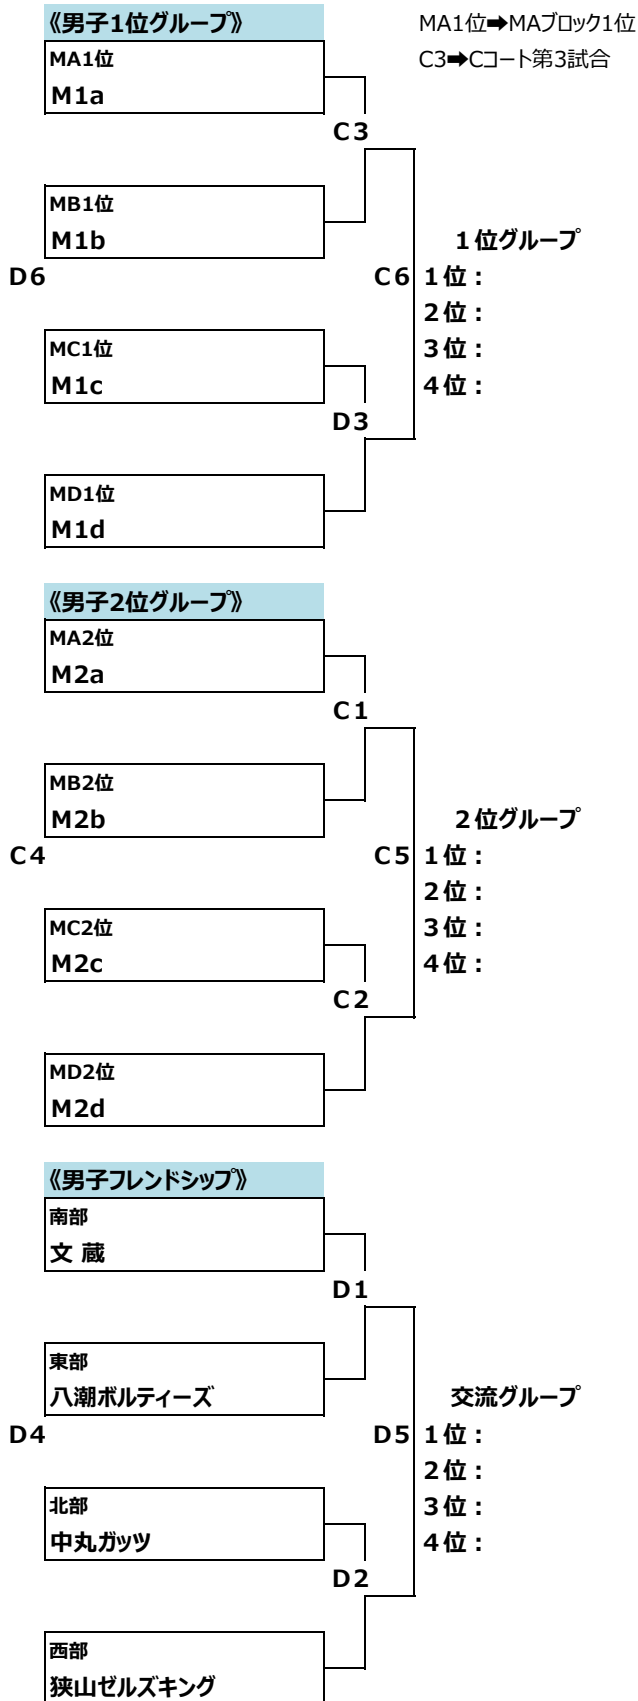 《男子1位グループ》
MA1位➡MAブロック1位
MA1位
C3➡Cコート第3試合
M1a
C3
MB1位
M1b
1位グループ
D6
C6
1位：
2位：
MC1位
3位：
M1c
4位：
D3
MD1位
M1d
《男子2位グループ》
MA2位
M2a
C1
MB2位
M2b
2位グループ
C4
C5
1位：
2位：
MC2位
3位：
M2c
4位：
C2
MD2位
M2d
《男子フレンドシップ》
南部
文 蔵
D1
東部
八潮ボルティーズ
交流グループ
D4
D5
1位：
2位：
北部
3位：
中丸ガッツ
4位：
D2
西部
狭山ゼルズキング